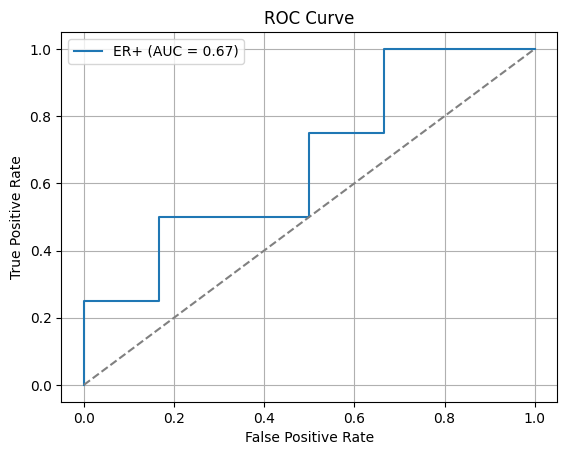 ROC Curve
ER+ (AUC = 0.67)
1.0
0.8
0.6
0.4
0.2
0.0
True Positive Rate
0.0 0.2 0.4 0.6 0.8 1.0
False Positive Rate